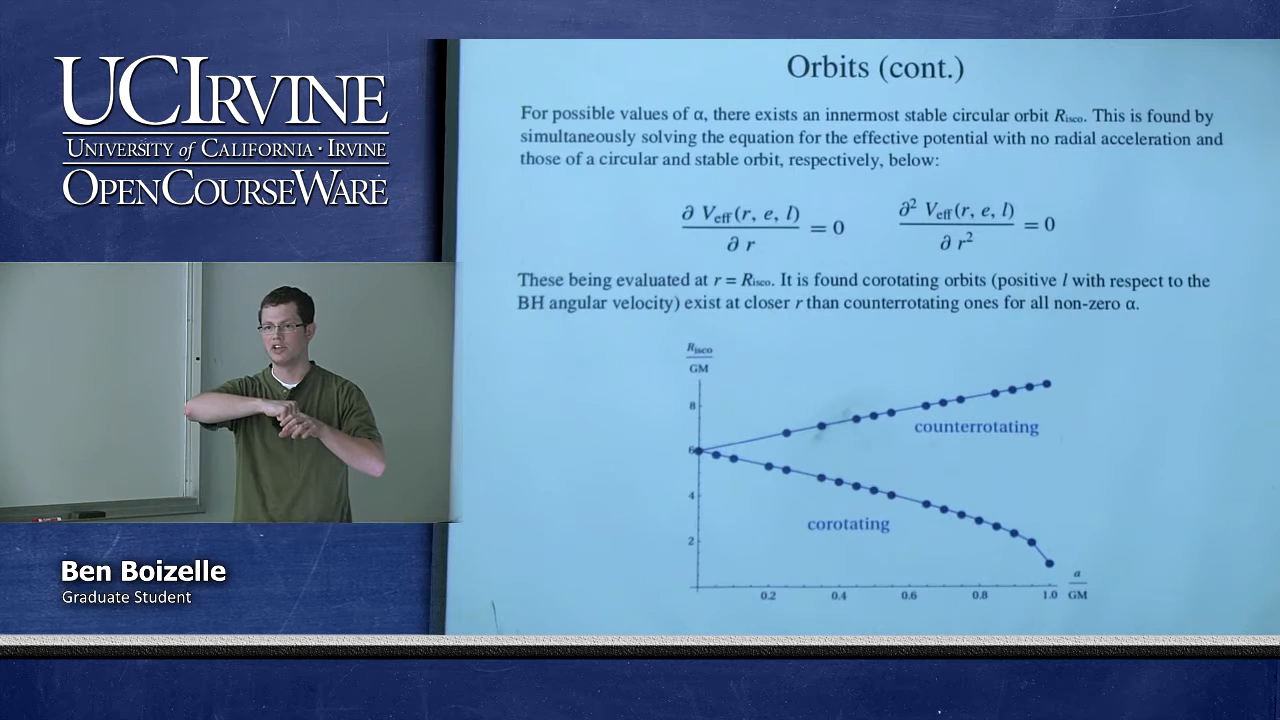 UCIRVINE
UNIVERSITY of CALIFORNIA · IRVINE
OPENCOURSEWARE
Ben Boizelle
Graduate Student
Orbits (cont.)
For possible values of α, there exists an innermost stable circular orbit Risco. This is found by
simultaneously solving the equation for the effective potential with no radial acceleration and
those of a circular and stable orbit, respectively, below:
∂ Veff(r, e, l) / ∂ r = 0    ∂² Veff(r, e, l) / ∂ r² = 0
These being evaluated at r = Risco. It is found corotating orbits (positive l with respect to the
BH angular velocity) exist at closer r than counterrotating ones for all non-zero α.
Risco
GM
8
counterrotating
6
4
corotating
2
0.2 0.4 0.6 0.8 1.0
a
GM